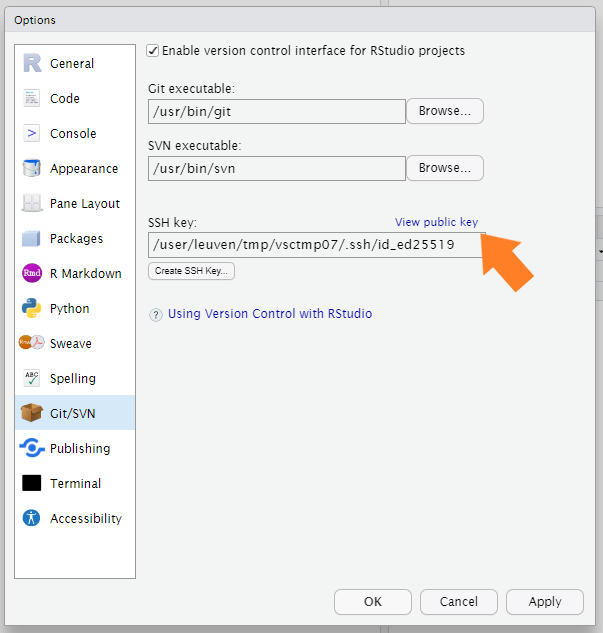 Options
General
Code
Console
Appearance
Pane Layout
Packages
Rmd R Markdown
Python
Sweave
ABC Spelling
Git/SVN
Publishing
Terminal
Accessibility
Enable version control interface for RStudio projects
Git executable:
/usr/bin/git Browse...
SVN executable:
/usr/bin/svn Browse...
SSH key: View public key
/user/leuven/tmp/vsctmp07/.ssh/id_ed25519
Create SSH Key...
? Using Version Control with RStudio
OK Cancel Apply